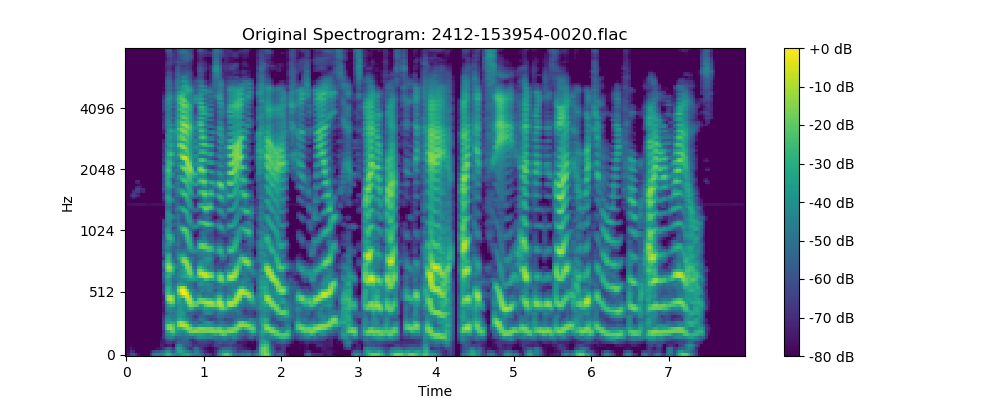 Original Spectrogram: 2412-153954-0020.flac
Hz
4096
2048
1024
512
0
0 1 2 3 4 5 6 7
Time
+0 dB
-10 dB
-20 dB
-30 dB
-40 dB
-50 dB
-60 dB
-70 dB
-80 dB